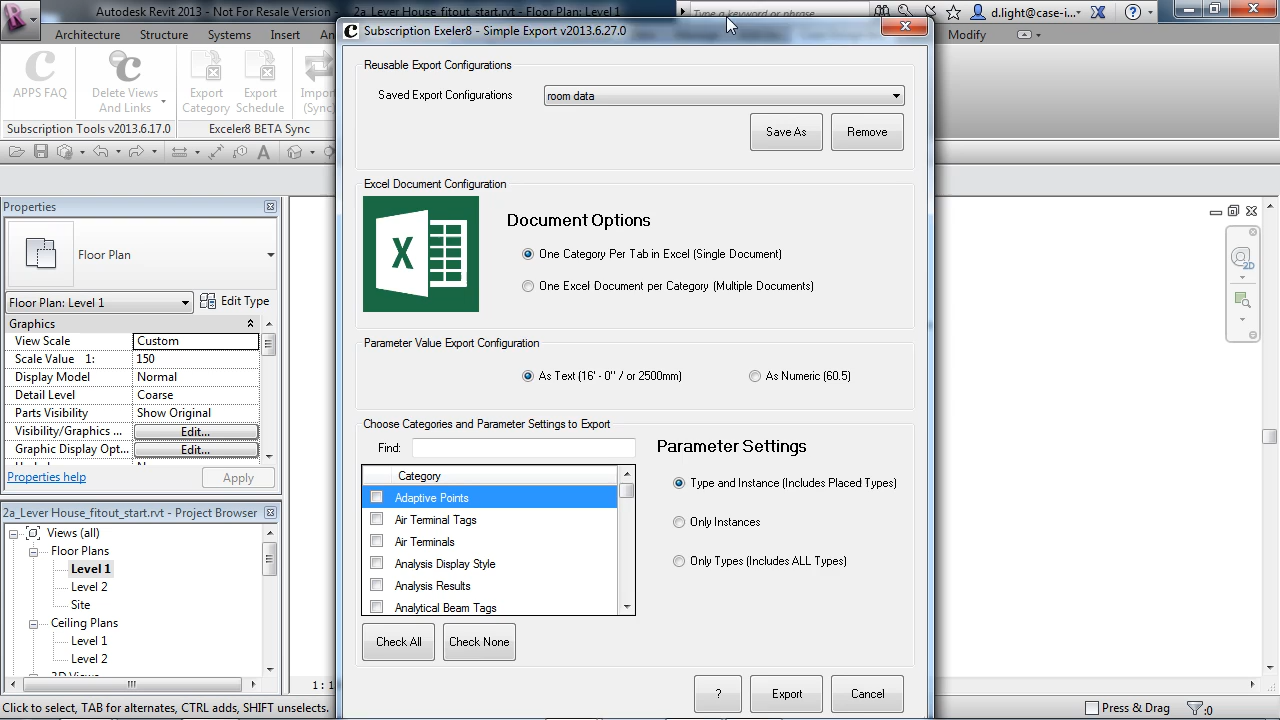 Autodesk Revit 2013 - Not For Resale Version - 2a_Lever House_fitout_start.rvt - Floor Plan: Level 1
Type a keyword or phrase
d.light@case-i...
Architecture
Insert
Modify
APPS FAQ
Delete Views
And Links
Export
Category
Export
Schedule
(Sync)
Subscription Tools v2013.6.17.0
Exceler8 BETA Sync
Properties
Floor Plan
Floor Plan: Level 1
Edit Type
Graphics
View Scale
Custom
Scale Value 1:
150
Display Model
Normal
Detail Level
Coarse
Parts Visibility
Show Original
Visibility/Graphics ...
Edit...
Graphic Display Opt...
Edit...
Properties help
Apply
2a_Lever House_fitout_start.rvt - Project Browser
Views (all)
Floor Plans
Level 1
Level 2
Site
Ceiling Plans
Level 1
Level 2
Click to select, TAB for alternates, CTRL adds, SHIFT unselects.
Subscription Exeler8 - Simple Export v2013.6.27.0
Reusable Export Configurations
Saved Export Configurations
room data
Save As
Remove
Excel Document Configuration
X
Document Options
One Category Per Tab in Excel (Single Document)
One Excel Document per Category (Multiple Documents)
Parameter Value Export Configuration
As Text (16' - 0" / or 2500mm)
As Numeric (60.5)
Choose Categories and Parameter Settings to Export
Find:
Category
Adaptive Points
Air Terminal Tags
Air Terminals
Analysis Display Style
Analysis Results
Analytical Beam Tags
Parameter Settings
Type and Instance (Includes Placed Types)
Only Instances
Only Types (Includes ALL Types)
Check All
Check None
?
Export
Cancel
2D
Press & Drag
:0